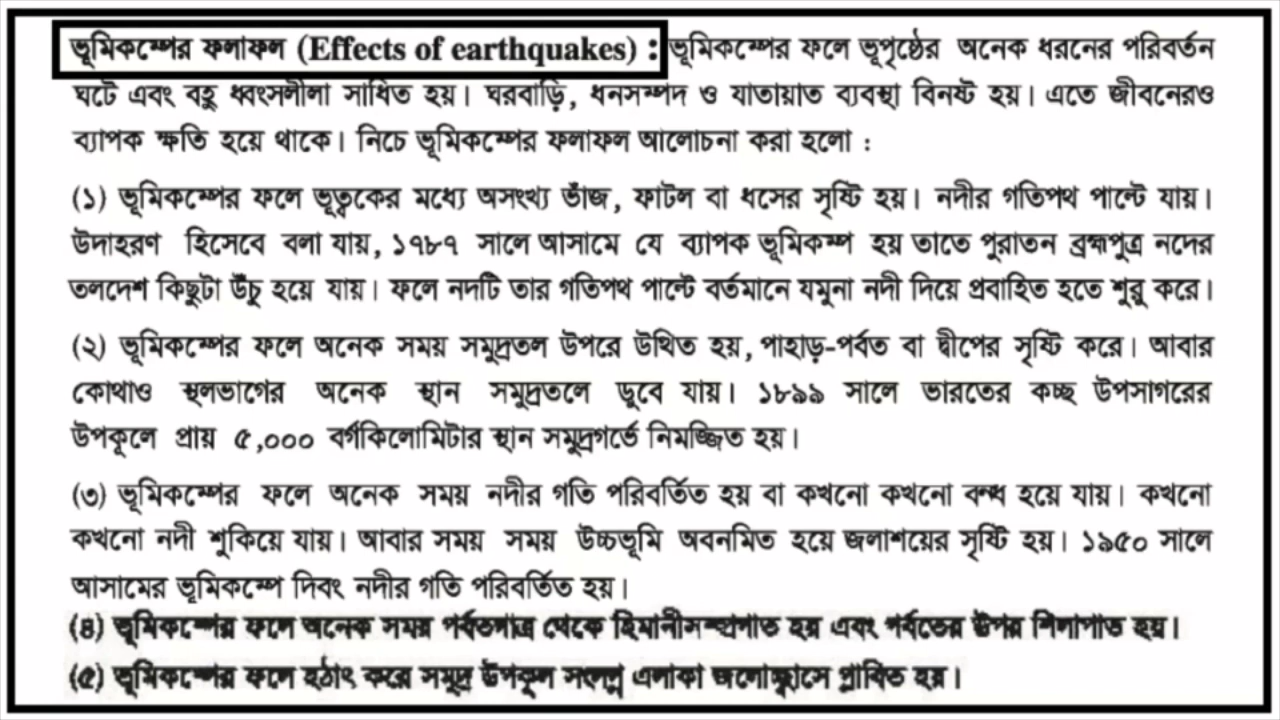 ভূমিকম্পের ফলাফল (Effects of earthquakes) : ভূমিকম্পের ফলে ভূপৃষ্ঠের অনেক ধরনের পরিবর্তন
ঘটে এবং বহু ধ্বংসলীলা সাধিত হয়। ঘরবাড়ি, ধনসম্পদ ও যাতায়াত ব্যবস্থা বিনষ্ট হয়। এতে জীবনেরও
ব্যাপক ক্ষতি হয়ে থাকে। নিচে ভূমিকম্পের ফলাফল আলোচনা করা হলো :
(১) ভূমিকম্পের ফলে ভূত্বকের মধ্যে অসংখ্য ভাঁজ, ফাটল বা ধসের সৃষ্টি হয়। নদীর গতিপথ পাল্টে যায়।
উদাহরণ হিসেবে বলা যায়, ১৭৮৭ সালে আসামে যে ব্যাপক ভূমিকম্প হয় তাতে পুরাতন ব্রহ্মপুত্র নদের
তলদেশ কিছুটা উঁচু হয়ে যায়। ফলে নদটি তার গতিপথ পাল্টে বর্তমানে যমুনা নদী দিয়ে প্রবাহিত হতে শুরু করে।
(২) ভূমিকম্পের ফলে অনেক সময় সমুদ্রতল উপরে উথিত হয়, পাহাড়-পর্বত বা দ্বীপের সৃষ্টি করে। আবার
কোথাও স্থলভাগের অনেক স্থান সমুদ্রতলে ডুবে যায়। ১৮৯৯ সালে ভারতের কচ্ছ উপসাগরের
উপকূলে প্রায় ৫,০০০ বর্গকিলোমিটার স্থান সমুদ্রগর্ভে নিমজ্জিত হয়।
(৩) ভূমিকম্পের ফলে অনেক সময় নদীর গতি পরিবর্তিত হয় বা কখনো কখনো বন্ধ হয়ে যায়। কখনো
কখনো নদী শুকিয়ে যায়। আবার সময় সময় উচ্চভূমি অবনমিত হয়ে জলাশয়ের সৃষ্টি হয়। ১৯৫০ সালে
আসামের ভূমিকম্পে দিবং নদীর গতি পরিবর্তিত হয়।
(৪) ভূমিকম্পের ফলে অনেক সময় পর্বতগাত্র থেকে হিমানীসম্প্রপাত হয় এবং পর্বতের উপর শিলাপাত হয়।
(৫) ভূমিকম্পের ফলে হঠাৎ করে সমুদ্র উপকূল সংলগ্ন এলাকা জলোচ্ছ্বাসে প্লাবিত হয়।